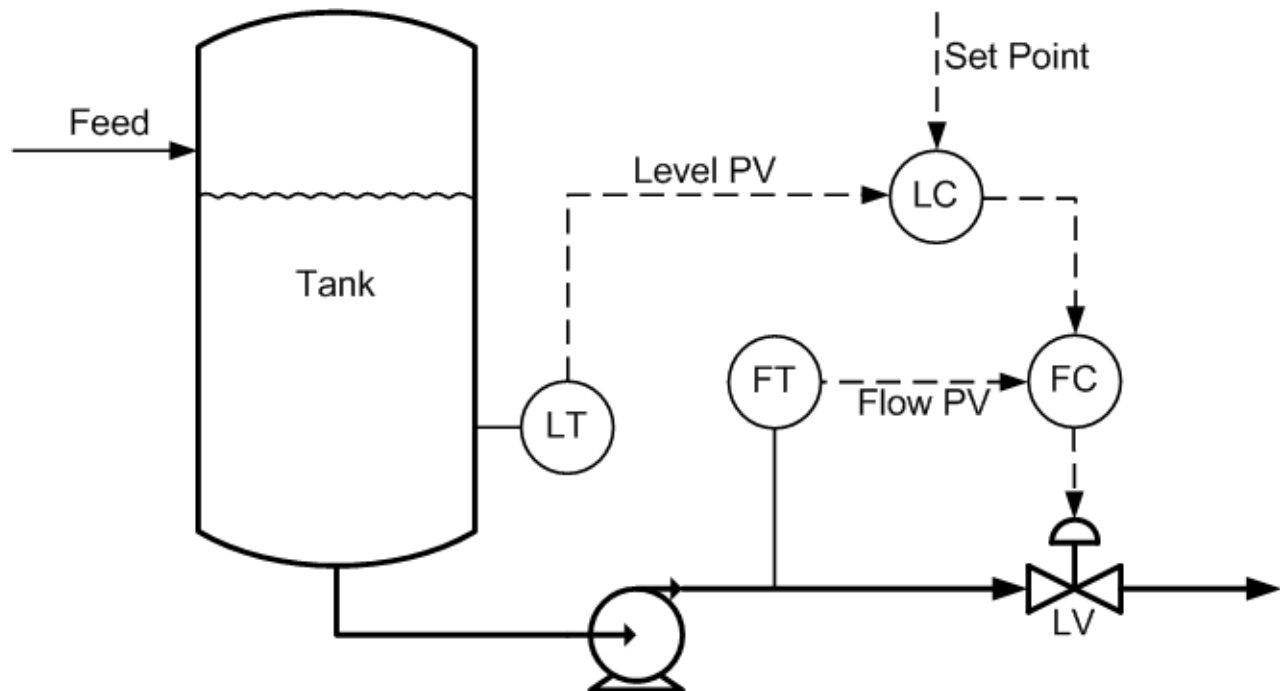 Set Point
Feed
Level PV
LC
Tank
FT
FC
Flow PV
LT
LV